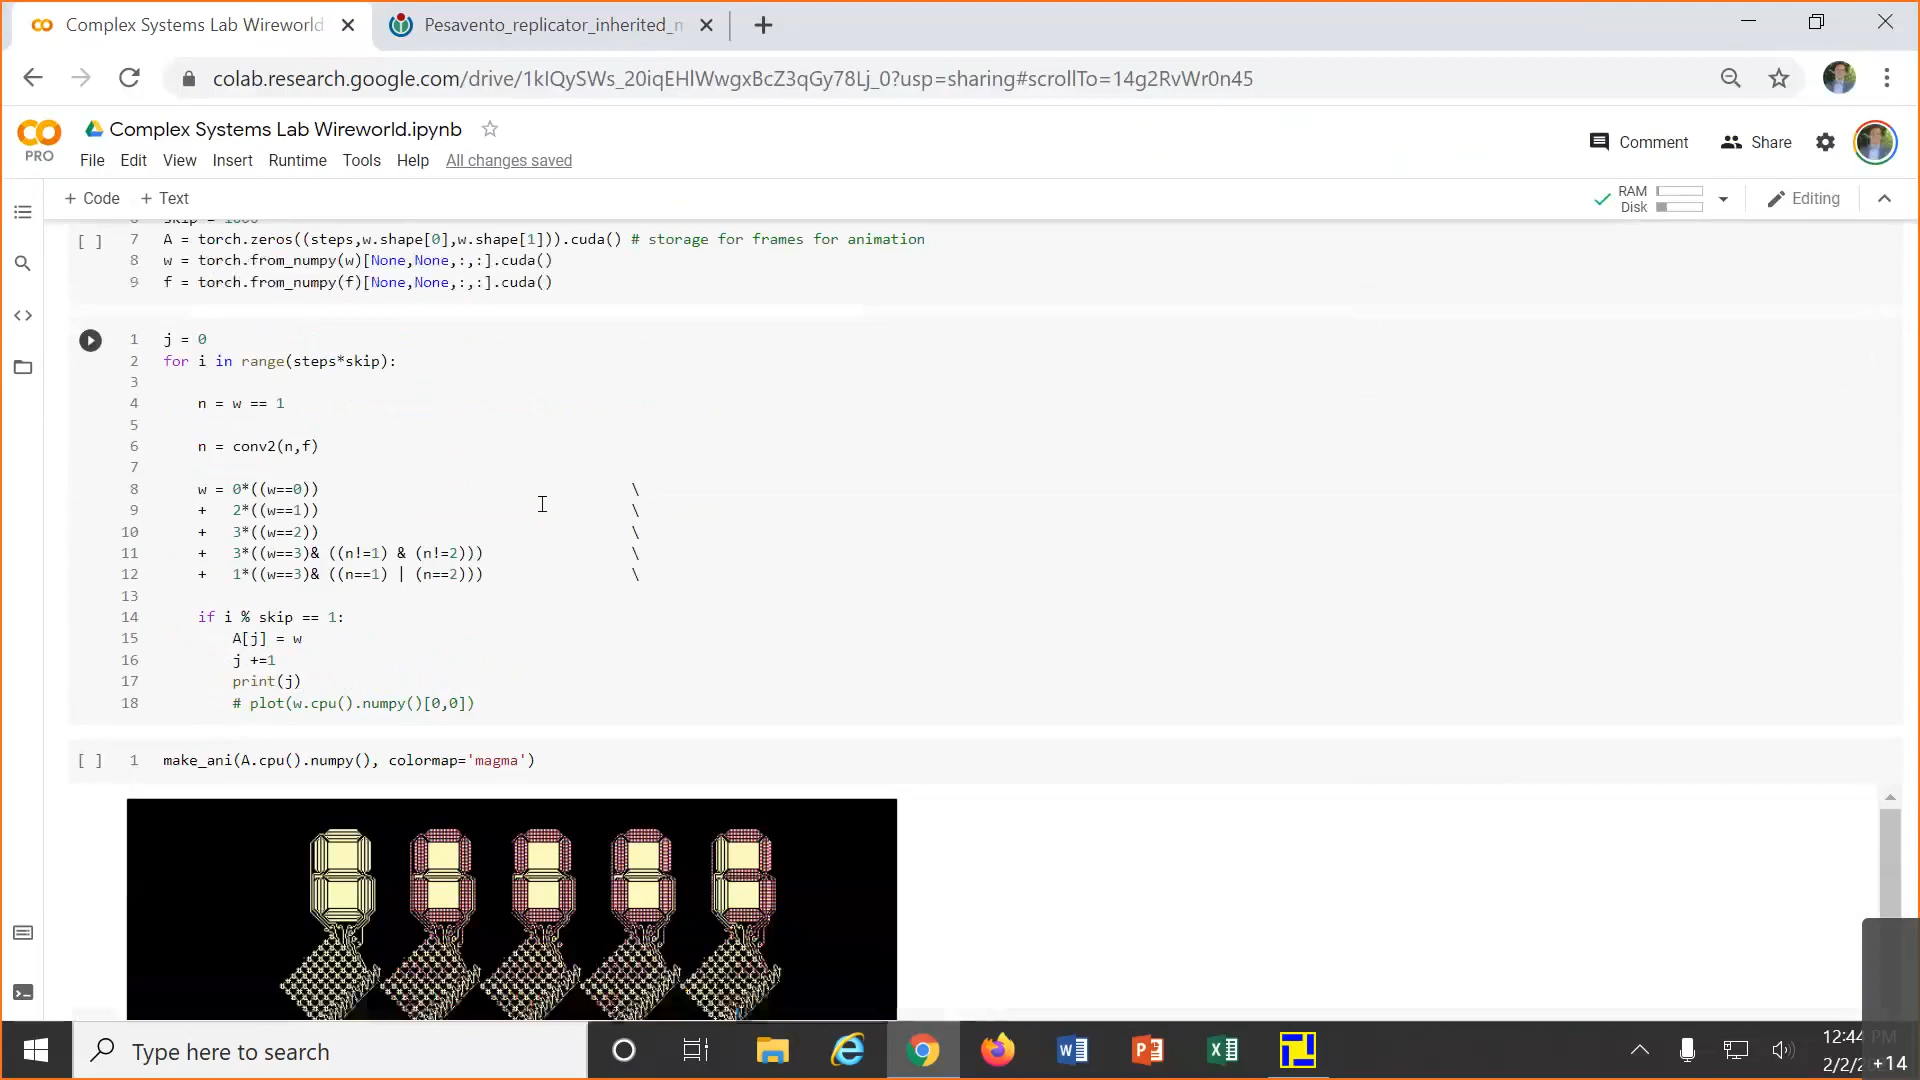 Complex Systems Lab Wireworld
Pesavento_replicator_inherited_m
colab.research.google.com/drive/1kIQySWs_20iqEHlWwgxBcZ3qGy78Lj_0?usp=sharing#scrollTo=14g2RvWr0n45
PRO
Complex Systems Lab Wireworld.ipynb
File Edit View Insert Runtime Tools Help All changes saved
Comment Share
+ Code + Text
RAM
Disk
Editing
[ ] 7 A = torch.zeros((steps,w.shape[0],w.shape[1])).cuda() # storage for frames for animation
8 w = torch.from_numpy(w)[None,None,:,:].cuda()
9 f = torch.from_numpy(f)[None,None,:,:].cuda()
1 j = 0
2 for i in range(steps*skip):
3
4 n = w == 1
5
6 n = conv2(n,f)
7
8 w = 0*((w==0)) \
9 + 2*((w==1)) \
10 + 3*((w==2)) \
11 + 3*((w==3)& ((n!=1) & (n!=2))) \
12 + 1*((w==3)& ((n==1) | (n==2))) \
13
14 if i % skip == 1:
15 A[j] = w
16 j +=1
17 print(j)
18 # plot(w.cpu().numpy()[0,0])
[ ] 1 make_ani(A.cpu().numpy(), colormap='magma')
Type here to search
12:44 PM
2/2/2
+14